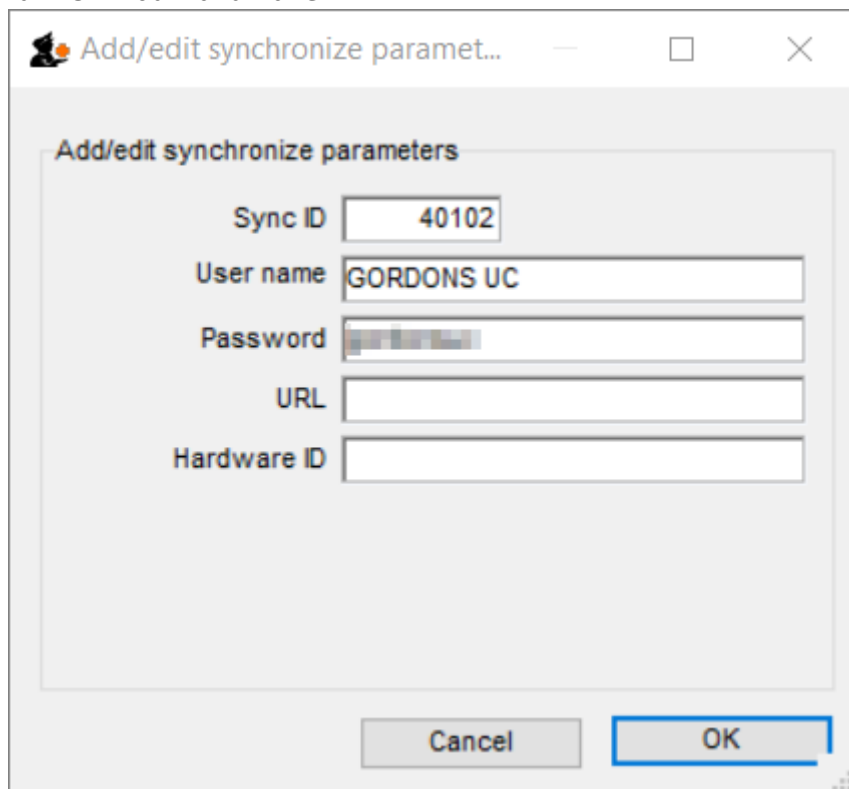 Add/edit synchronize paramet...
Add/edit synchronize parameters
Sync ID 40102
User name GORDONS UC
Password
URL
Hardware ID
Cancel OK